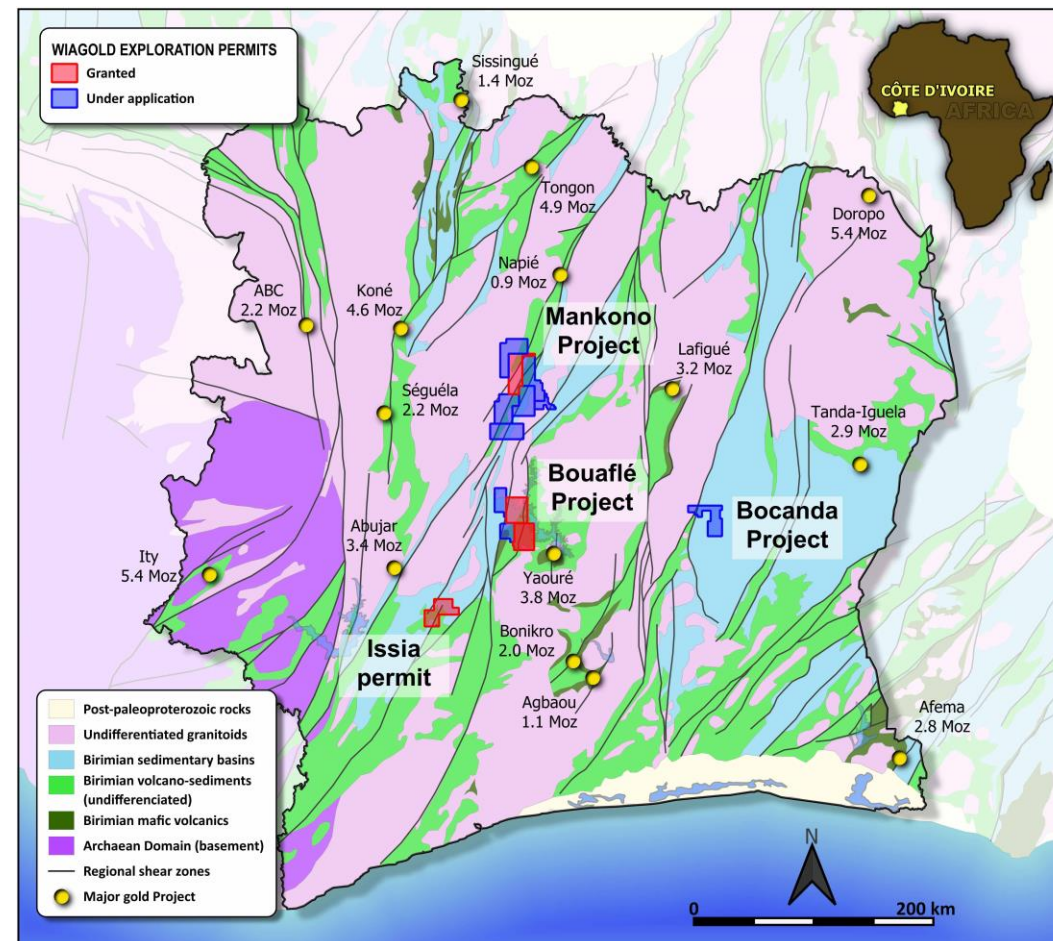 WIAGOLD EXPLORATION PERMITS
Granted
Under application
CÔTE D'IVOIRE
AFRICA
Sissingué
1.4 Moz
Tongon
4.9 Moz
Doropo
5.4 Moz
Napié
0.9 Moz
ABC
2.2 Moz
Koné
4.6 Moz
Mankono
Project
Lafigué
3.2 Moz
Séguéla
2.2 Moz
Tanda-Iguela
2.9 Moz
Bouaflé
Project
Bocanda
Project
Abujar
3.4 Moz
Ity
5.4 Moz
Yaouré
3.8 Moz
Issia
permit
Bonikro
2.0 Moz
Agbaou
1.1 Moz
Afema
2.8 Moz
Post-paleoproterozoic rocks
Undifferentiated granitoids
Birimian sedimentary basins
Birimian volcano-sediments
(undifferenciated)
Birimian mafic volcanics
Archaean Domain (basement)
Regional shear zones
Major gold Project
N
0 200 km